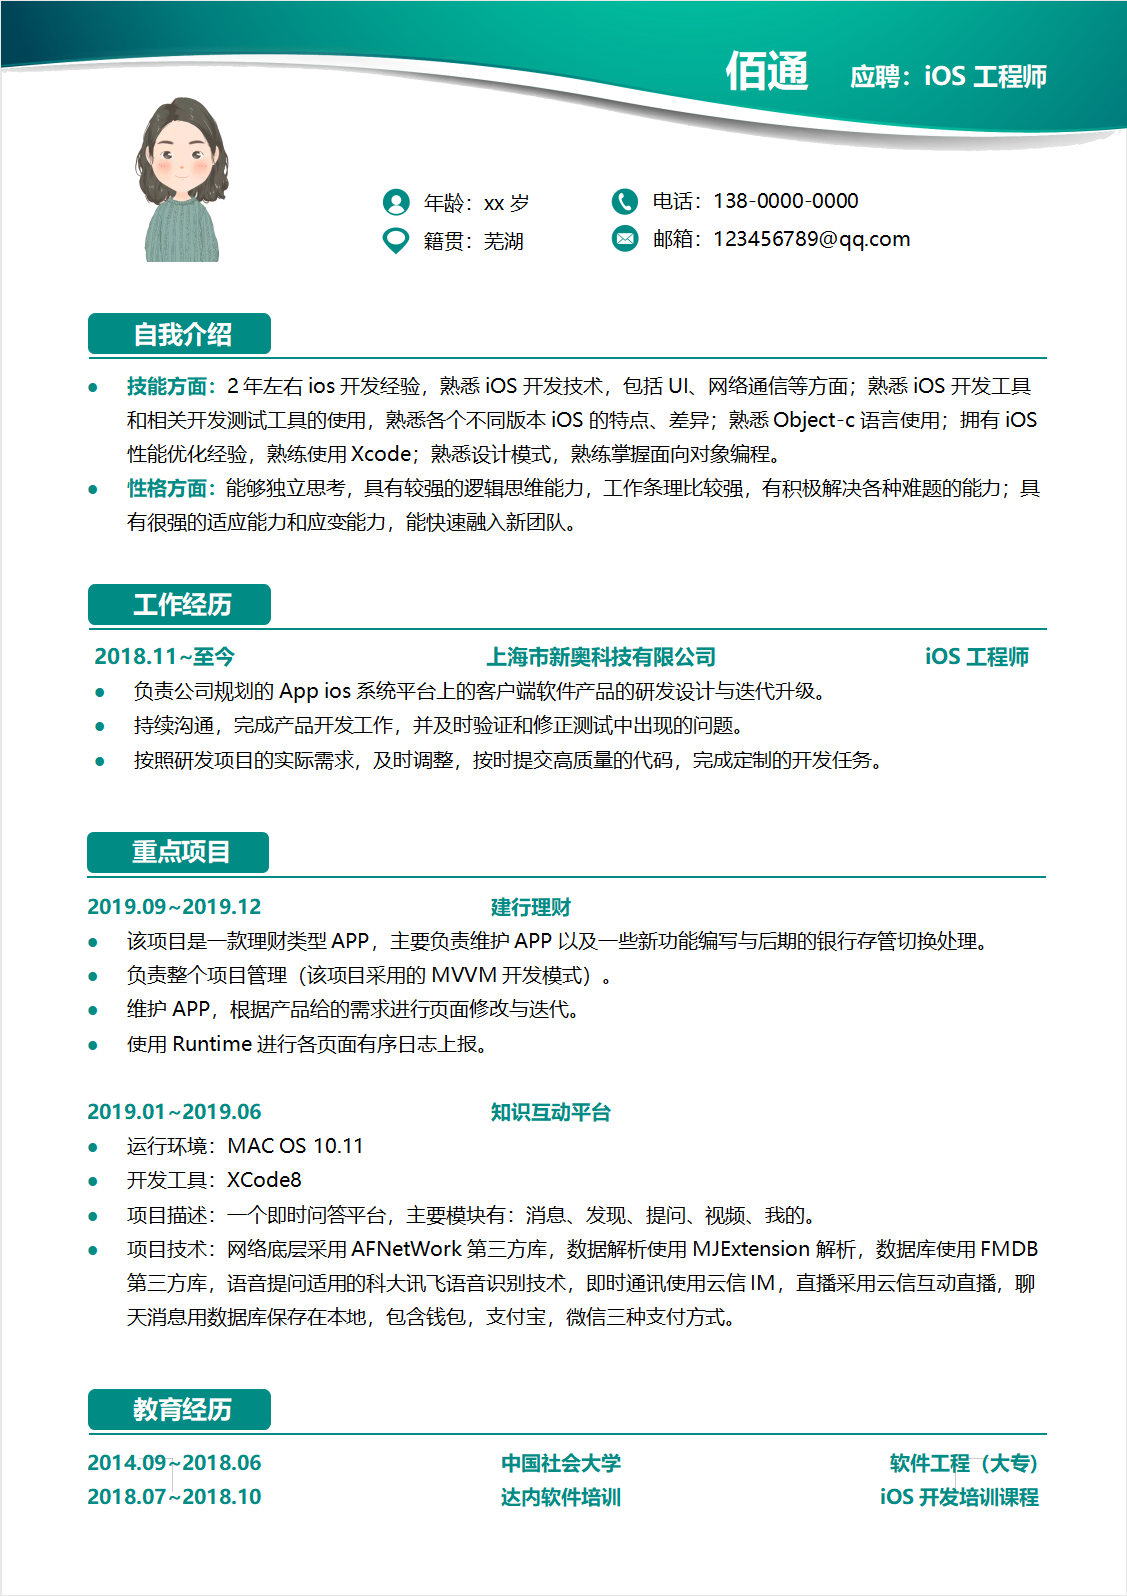 佰通 应聘：iOS 工程师
年龄：xx 岁 电话：138-0000-0000
籍贯：芜湖 邮箱：123456789@qq.com
自我介绍
技能方面：2 年左右 ios 开发经验，熟悉 iOS 开发技术，包括 UI、网络通信等方面；熟悉 iOS 开发工具
和相关开发测试工具的使用，熟悉各个不同版本 iOS 的特点、差异；熟悉 Object-c 语言使用；拥有 iOS
性能优化经验，熟练使用 Xcode；熟悉设计模式，熟练掌握面向对象编程。
性格方面：能够独立思考，具有较强的逻辑思维能力，工作条理比较强，有积极解决各种难题的能力；具
有很强的适应能力和应变能力，能快速融入新团队。
工作经历
2018.11~至今 上海市新奥科技有限公司 iOS 工程师
负责公司规划的 App ios 系统平台上的客户端软件产品的研发设计与迭代升级。
持续沟通，完成产品开发工作，并及时验证和修正测试中出现的问题。
按照研发项目的实际需求，及时调整，按时提交高质量的代码，完成定制的开发任务。
重点项目
2019.09~2019.12 建行理财
该项目是一款理财类型 APP，主要负责维护 APP 以及一些新功能编写与后期的银行存管切换处理。
负责整个项目管理（该项目采用的 MVVM 开发模式）。
维护 APP，根据产品给的需求进行页面修改与迭代。
使用 Runtime 进行各页面有序日志上报。
2019.01~2019.06 知识互动平台
运行环境：MAC OS 10.11
开发工具：XCode8
项目描述：一个即时问答平台，主要模块有：消息、发现、提问、视频、我的。
项目技术：网络底层采用 AFNetWork 第三方库，数据解析使用 MJExtension 解析，数据库使用 FMDB
第三方库，语音提问适用的科大讯飞语音识别技术，即时通讯使用云信 IM，直播采用云信互动直播，聊
天消息用数据库保存在本地，包含钱包，支付宝，微信三种支付方式。
教育经历
2014.09~2018.06 中国社会大学 软件工程（大专）
2018.07~2018.10 达内软件培训 iOS 开发培训课程